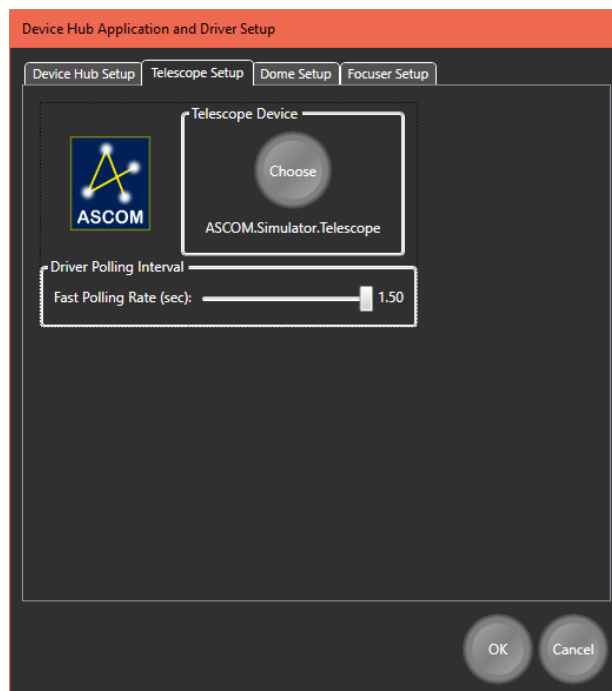 Device Hub Application and Driver Setup
Device Hub Setup Telescope Setup Dome Setup Focuser Setup
Telescope Device
Choose
ASCOM
ASCOM.Simulator.Telescope
Driver Polling Interval
Fast Polling Rate (sec): 1.50
OK Cancel